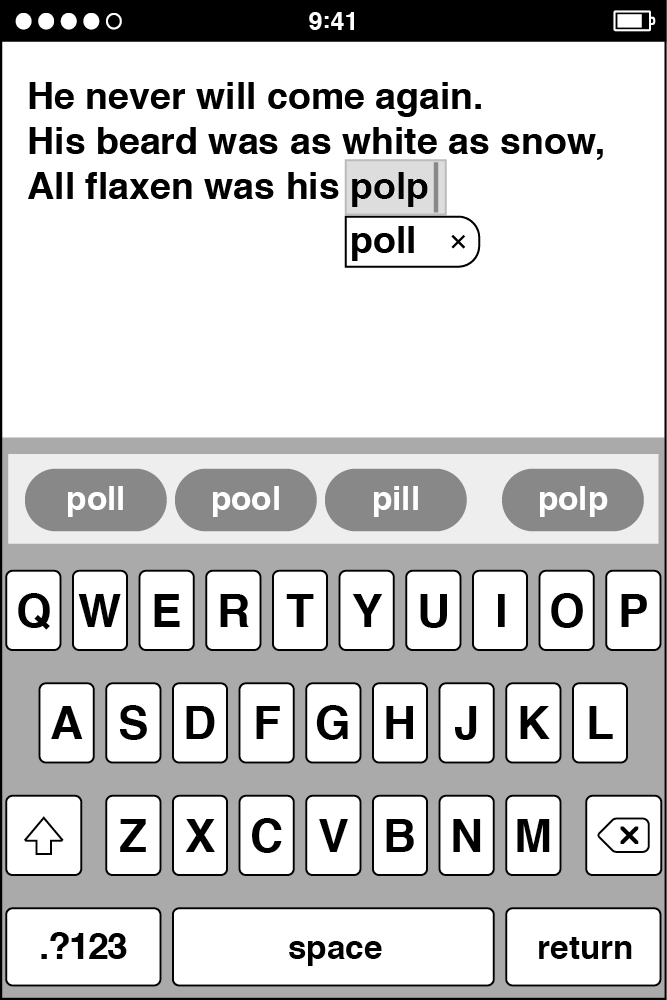 9:41
He never will come again.
His beard was as white as snow,
All flaxen was his polp
poll ×
poll pool pill polp
Q W E R T Y U I O P
A S D F G H J K L
Z X C V B N M
.?123 space return